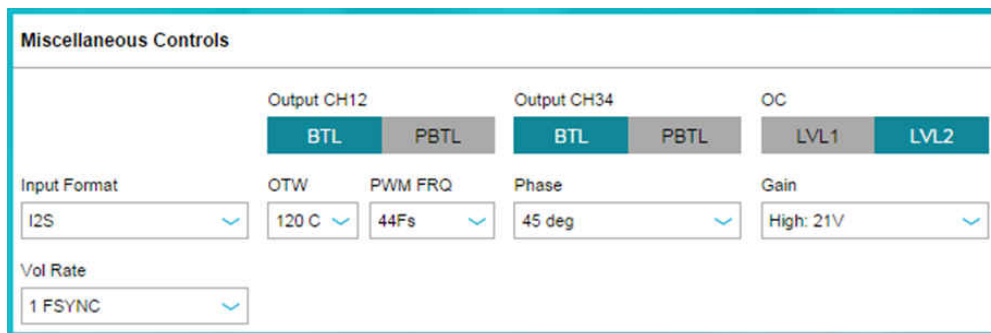 Miscellaneous Controls
Output CH12 Output CH34 OC
BTL PBTL BTL PBTL LVL1 LVL2
Input Format OTW PWM FRQ Phase Gain
I2S 120 C 44Fs 45 deg High: 21V
Vol Rate
1 FSYNC